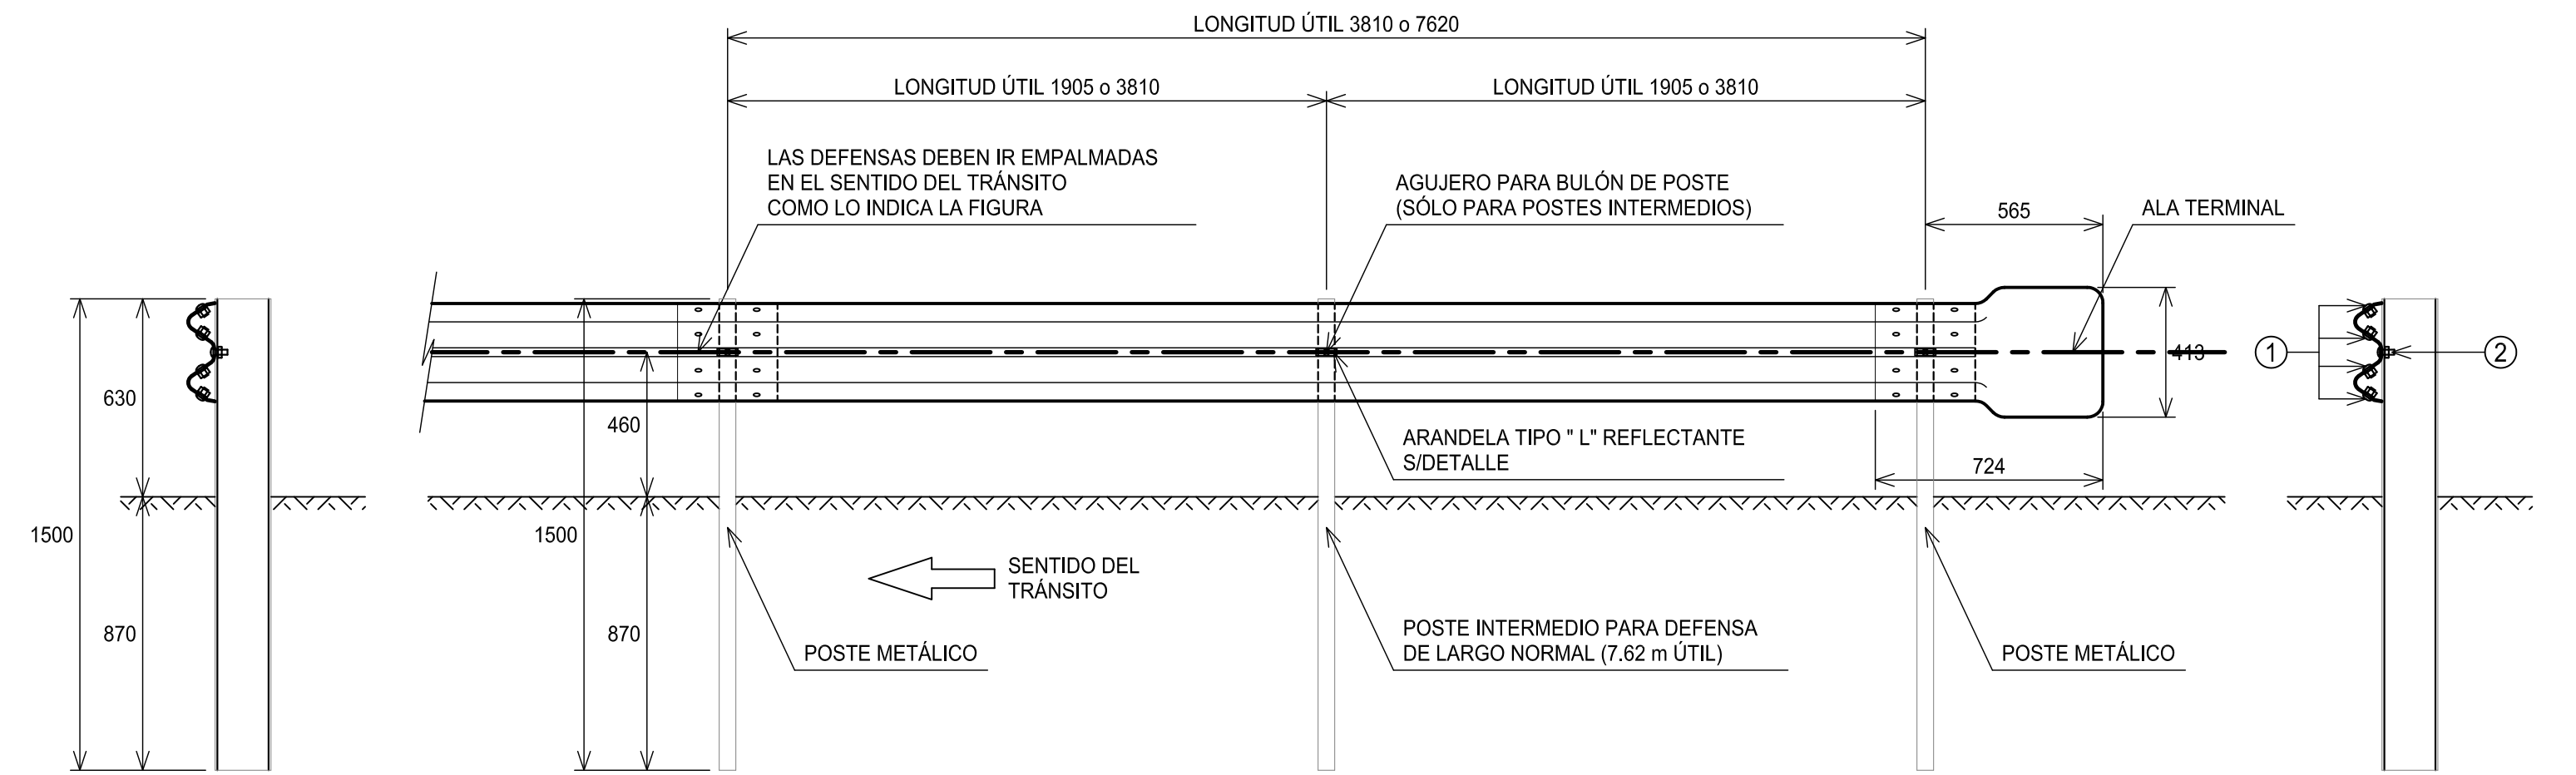 LONGITUD ÚTIL 3810 o 7620
LONGITUD ÚTIL 1905 o 3810
LONGITUD ÚTIL 1905 o 3810
LAS DEFENSAS DEBEN IR EMPALMADAS
EN EL SENTIDO DEL TRÁNSITO
COMO LO INDICA LA FIGURA
AGUJERO PARA BULÓN DE POSTE
(SÓLO PARA POSTES INTERMEDIOS)
565
ALA TERMINAL
413
1
2
630
460
ARANDELA TIPO " L" REFLECTANTE
S/DETALLE
724
1500
1500
SENTIDO DEL
TRÁNSITO
870
870
POSTE METÁLICO
POSTE INTERMEDIO PARA DEFENSA
DE LARGO NORMAL (7.62 m ÚTIL)
POSTE METÁLICO